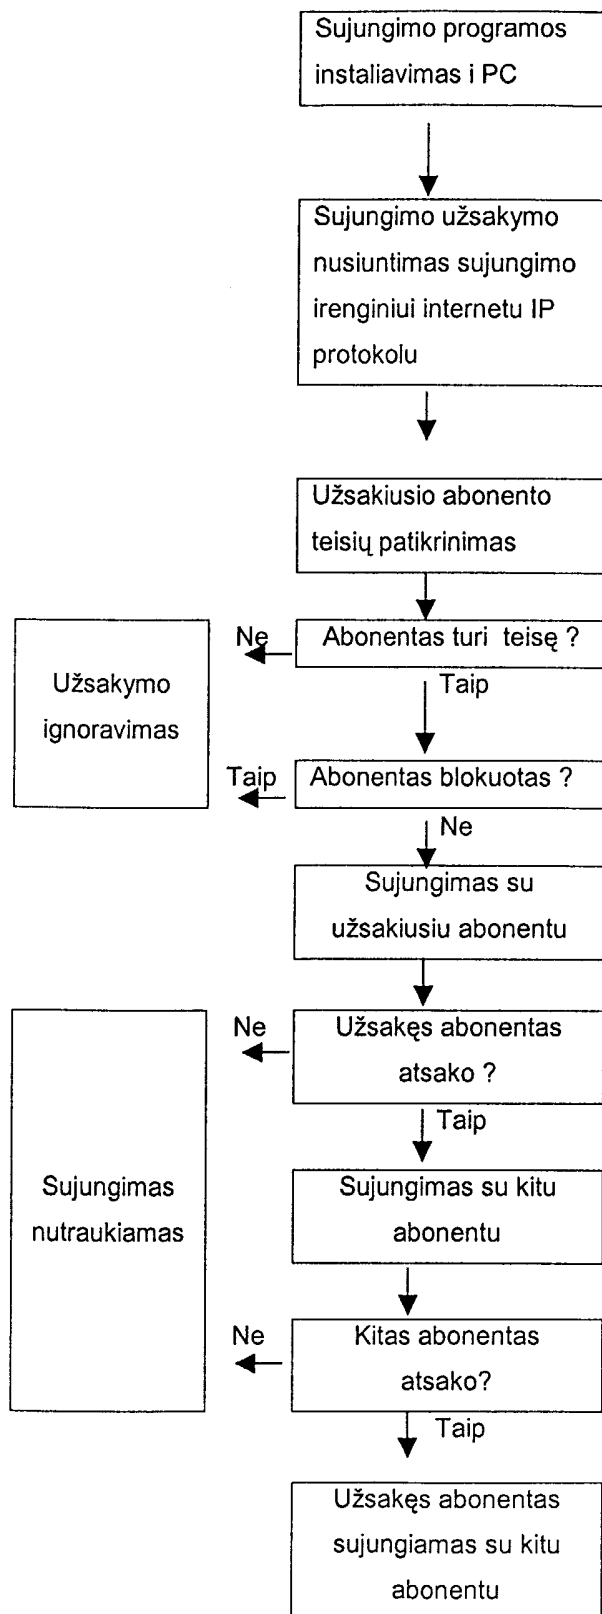 Sujungimo programos
instaliavimas i PC
Sujungimo užsakymo
nusiuntimas sujungimo
irenginiui internetu IP
protokolu
Užsakiusio abonento
teisių patikrinimas
Ne
Abonentas turi teisę ?
Užsakymo
ignoravimas
Taip
Taip
Abonentas blokuotas ?
Ne
Sujungimas su
užsakiusiu abonentu
Ne
Užsakęs abonentas
atsako ?
Taip
Sujungimas
nutraukiamas
Sujungimas su kitu
abonentu
Ne
Kitas abonentas
atsako?
Taip
Užsakęs abonentas
sujungiamas su kitu
abonentu